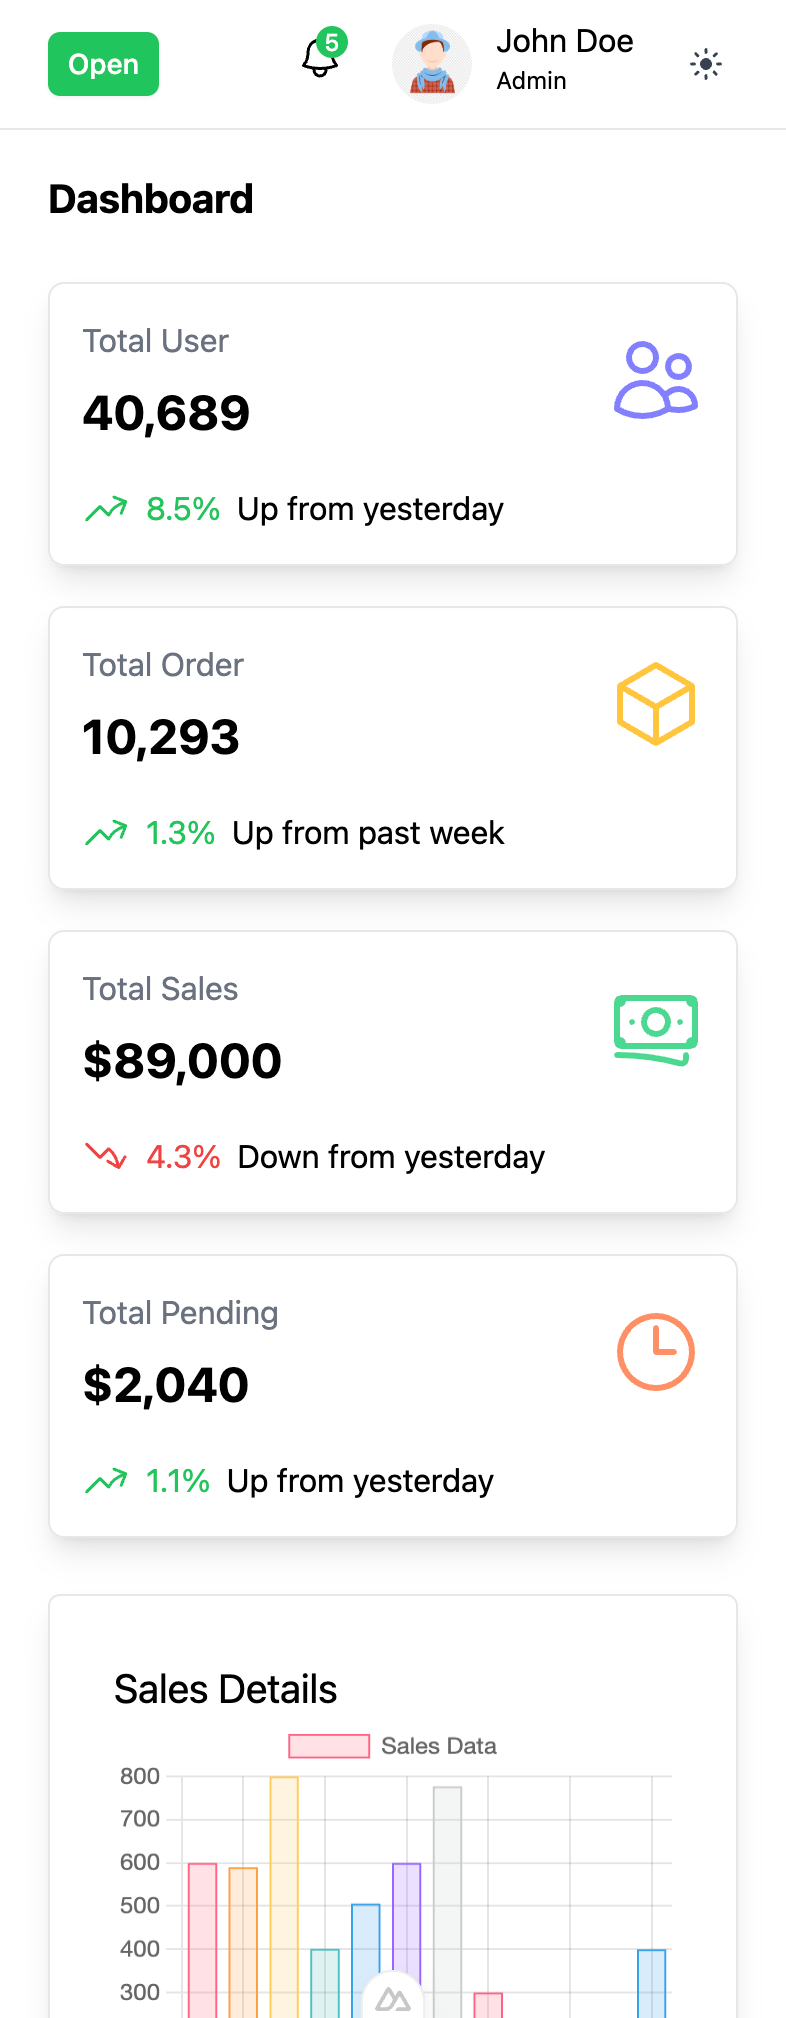 Open
5
John Doe
Admin
Dashboard
Total User
40,689
8.5% Up from yesterday
Total Order
10,293
1.3% Up from past week
Total Sales
$89,000
4.3% Down from yesterday
Total Pending
$2,040
1.1% Up from yesterday
Sales Details
Sales Data
800
700
600
500
400
300